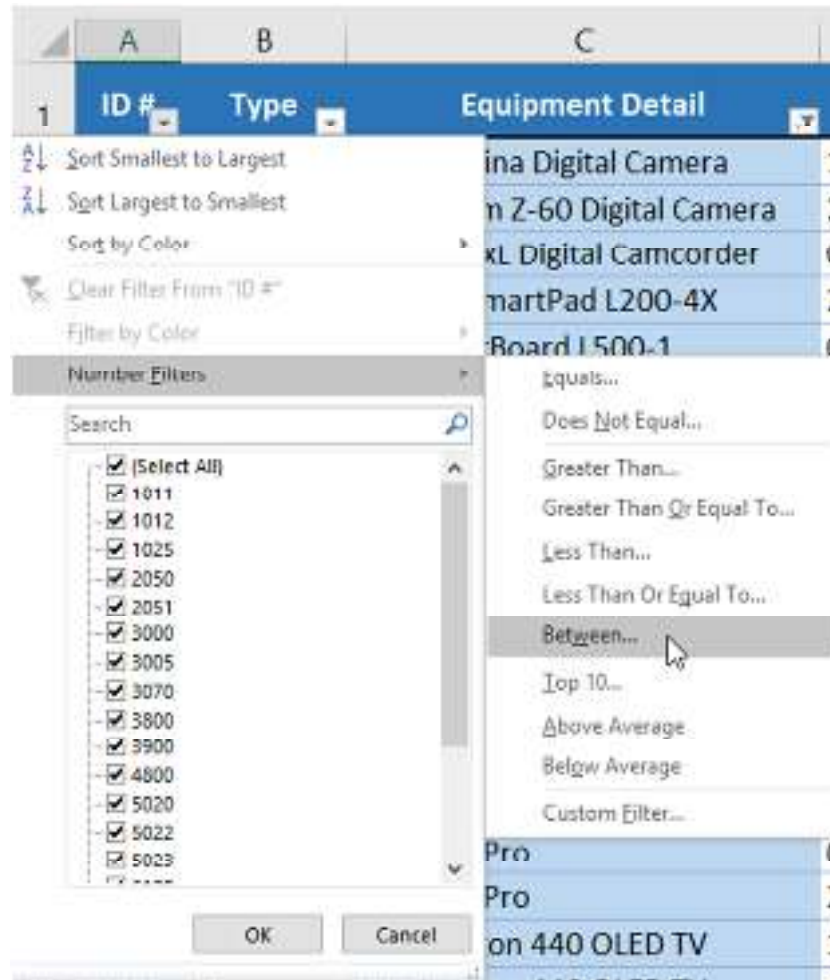 A B C
1 ID # Type Equipment Detail
Sort Smallest to Largest
Sort Largest to Smallest
Sort by Color
Clear Filter From "ID #"
Filter by Color
Number Filters
Search
(Select All)
1011
1012
1025
2050
2051
3000
3005
3070
3800
3900
4800
5020
5022
5023
OK Cancel
ina Digital Camera
m Z-60 Digital Camera
xL Digital Camcorder
martPad L200-4X
Board L500-1
Equals...
Does Not Equal...
Greater Than...
Greater Than Or Equal To...
Less Than...
Less Than Or Equal To...
Between...
Top 10...
Above Average
Below Average
Custom Filter...
Pro
Pro
on 440 OLED TV